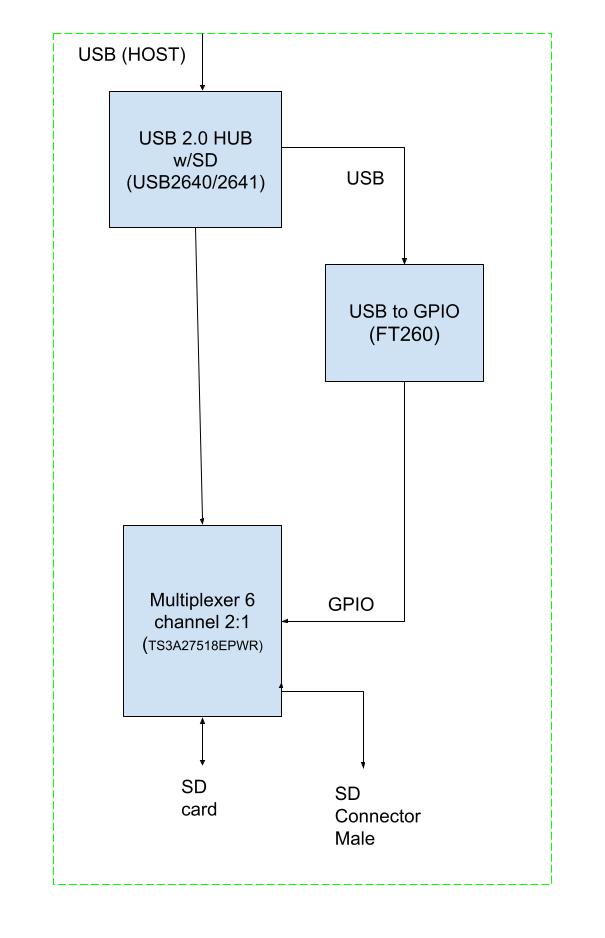 USB (HOST)
USB 2.0 HUB
w/SD
(USB2640/2641)
USB
USB to GPIO
(FT260)
Multiplexer 6
channel 2:1
(TS3A27518EPWR)
GPIO
SD
card
SD
Connector
Male